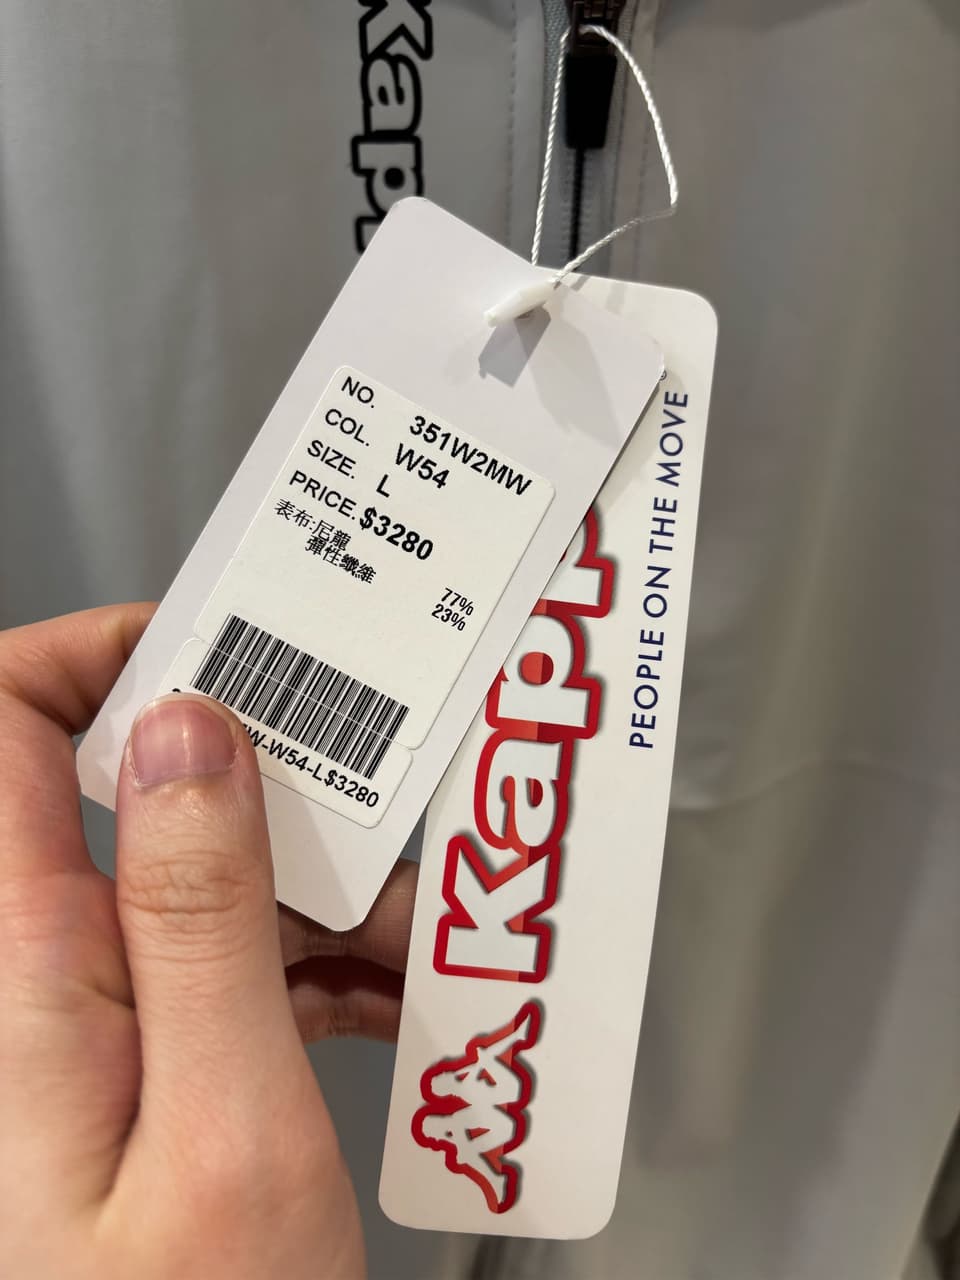 Kapp
NO. 351W2MW
COL. W54
SIZE. L
PRICE. $3280
表布:尼龍 77%
彈性纖維 23%
W-W54-L$3280
Kapp
PEOPLE ON THE MOVE
®